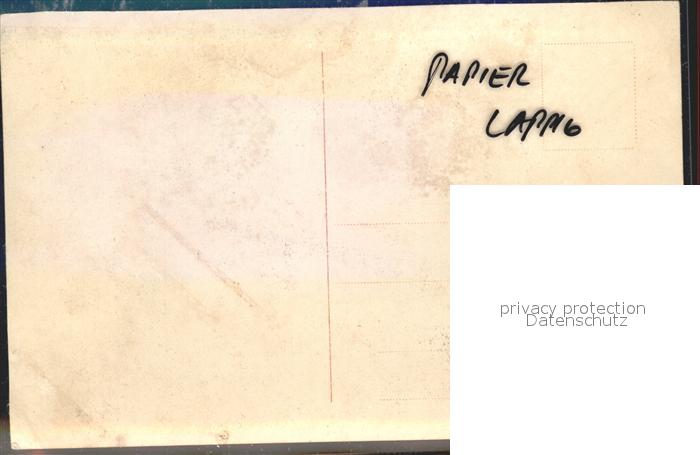 PAPIER
LAPPIG
privacy protection
Datenschutz